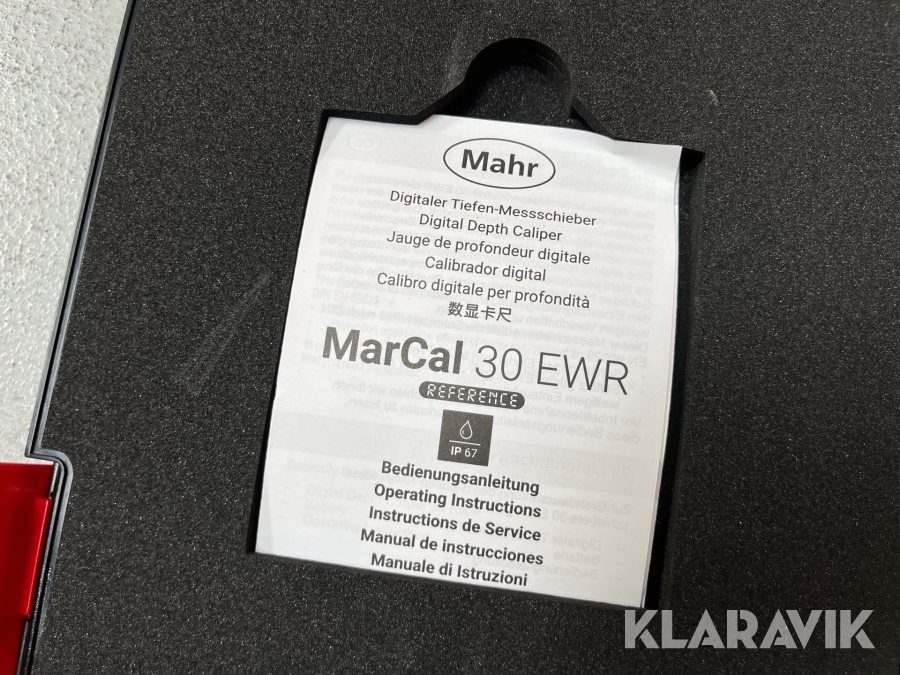 Mahr
Digitaler Tiefen-Messschieber
Digital Depth Caliper
Jauge de profondeur digitale
Calibrador digital
Calibro digitale per profondità
数显卡尺
MarCal 30 EWR
REFERENCE
IP 67
Bedienungsanleitung
Operating Instructions
Instructions de Service
Manual de instrucciones
Manuale di Istruzioni
KLARAVIK